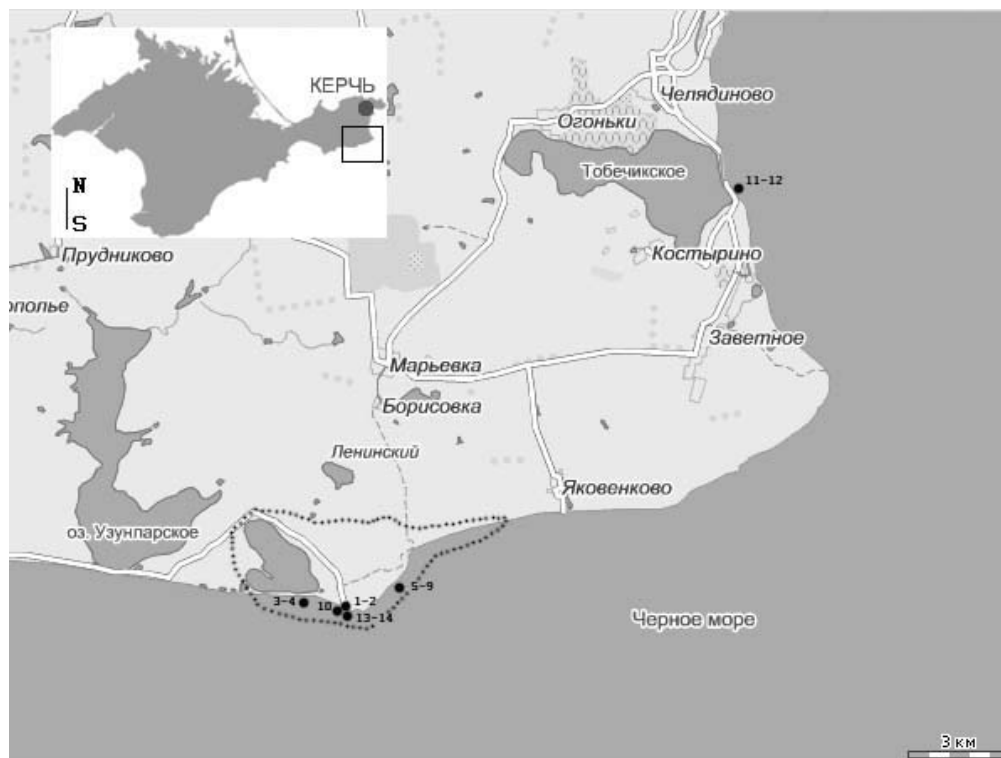 КЕРЧЬ
N
S
Челядиново
Огоньки
Тобечикское
11-12
Прудниково
Костырино
ополье
Заветное
Марьевка
Борисовка
Ленинский
Яковенково
оз. Узунларское
5-9
3-4
10
1-2
13-14
Черное море
3 км